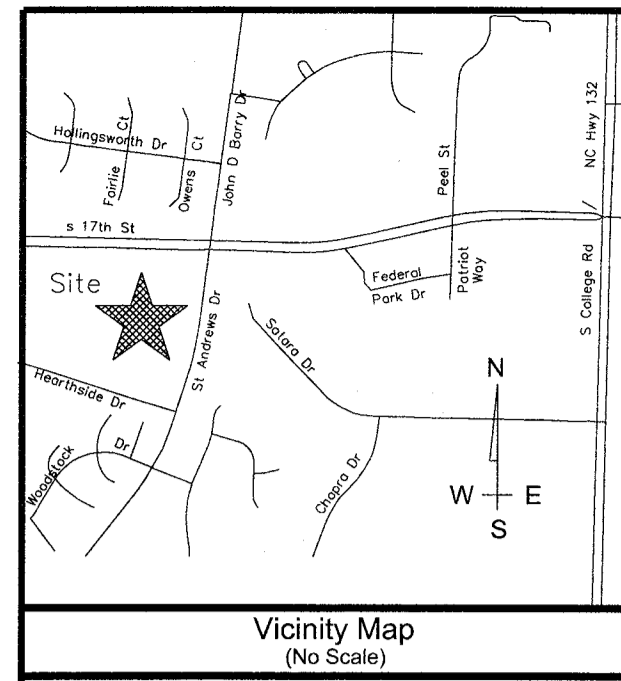 Hollingsworth Dr
Fairlie Ct
Owens Ct
John D Barry Dr
Peel St
NC Hwy 132
S 17th St
Site
Federal
Park Dr
Patriot
Way
S College Rd
St Andrews Dr
Solara Dr
Hearthside Dr
Woodstock Dr
Chopra Dr
N
W E
S
Vicinity Map
(No Scale)